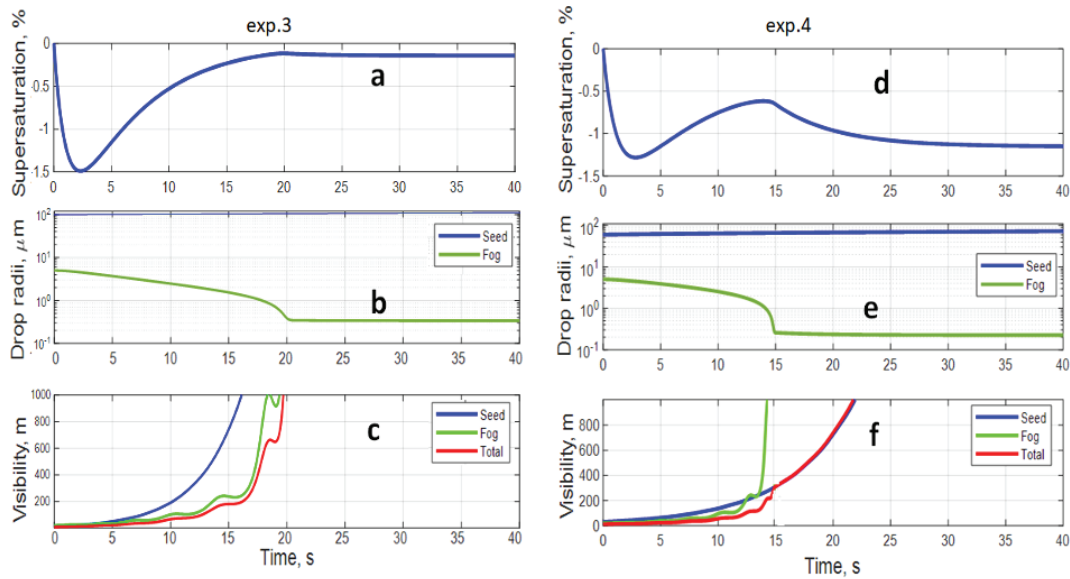 exp.3
Supersaturation, %
0
-0.5
-1
-1.5
a
0 5 10 15 20 25 30 35 40
Drop radii, μm
10²
10¹
10⁰
10⁻¹
Seed
Fog
b
0 5 10 15 20 25 30 35 40
Visibility, m
1000
800
600
400
200
Seed
Fog
Total
c
0 5 10 15 20 25 30 35 40
Time, s
exp.4
Supersaturation, %
0
-0.5
-1
-1.5
d
0 5 10 15 20 25 30 35 40
Drop radii, μm
10²
10¹
10⁰
10⁻¹
Seed
Fog
e
0 5 10 15 20 25 30 35 40
Visibility, m
800
600
400
200
0
Seed
Fog
Total
f
0 5 10 15 20 25 30 35 40
Time, s